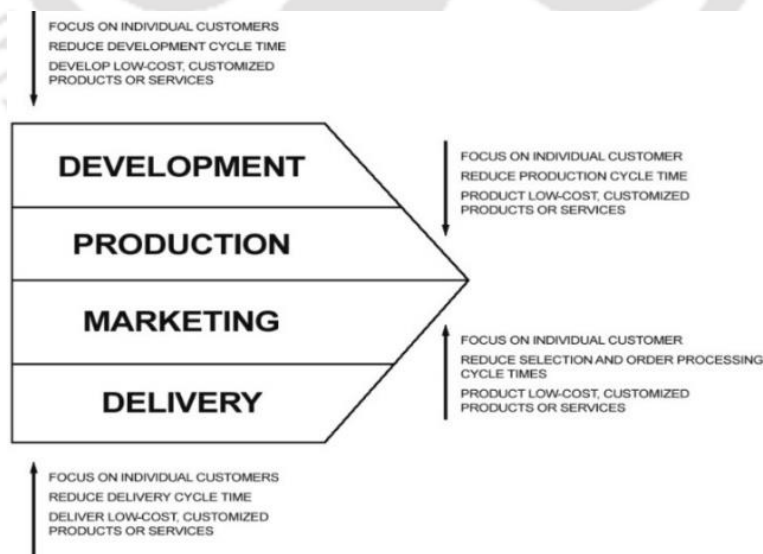 FOCUS ON INDIVIDUAL CUSTOMERS
REDUCE DEVELOPMENT CYCLE TIME
DEVELOP LOW-COST, CUSTOMIZED
PRODUCTS OR SERVICES
DEVELOPMENT
PRODUCTION
MARKETING
DELIVERY
FOCUS ON INDIVIDUAL CUSTOMER
REDUCE PRODUCTION CYCLE TIME
PRODUCT LOW-COST, CUSTOMIZED
PRODUCTS OR SERVICES
FOCUS ON INDIVIDUAL CUSTOMER
REDUCE SELECTION AND ORDER PROCESSING
CYCLE TIMES
PRODUCT LOW-COST, CUSTOMIZED
PRODUCTS OR SERVICES
FOCUS ON INDIVIDUAL CUSTOMERS
REDUCE DELIVERY CYCLE TIME
DELIVER LOW-COST, CUSTOMIZED
PRODUCTS OR SERVICES